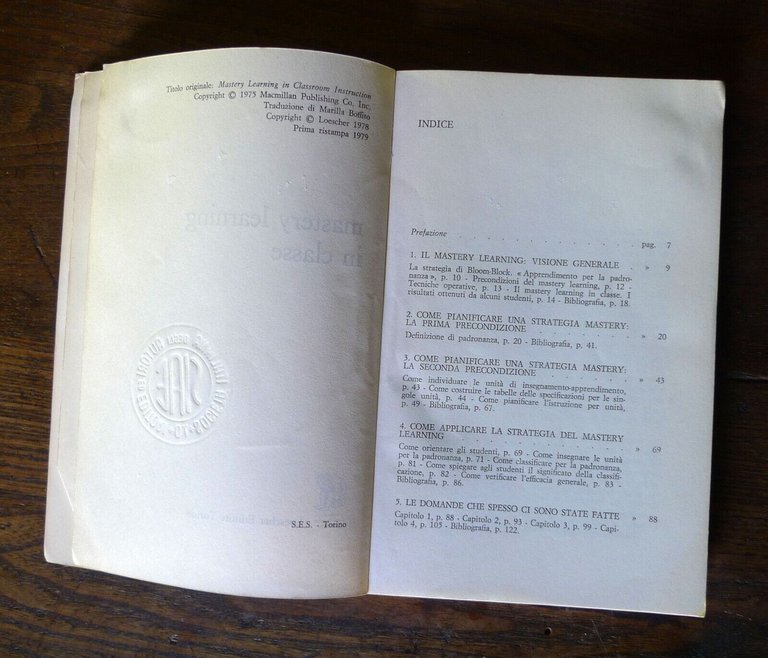 Titolo originale: Mastery Learning in Classroom Instruction
Copyright © 1975 Macmillan Publishing Co. Inc.
Traduzione di Marilla Boffito
Copyright © Loescher 1978
Prima ristampa 1979
mastery learning
in classe
S.E.S. - Torino
INDICE
Prefazione . . . . . . . . . . . pag. 7
1. IL MASTERY LEARNING: VISIONE GENERALE . » 9
La strategia di Bloom-Block. « Apprendimento per la padro-
nanza », p. 10 - Precondizioni del mastery learning, p. 12 -
Tecniche operative, p. 13 - Il mastery learning in classe. I
risultati ottenuti da alcuni studenti, p. 14 - Bibliografia, p. 18.
2. COME PIANIFICARE UNA STRATEGIA MASTERY:
LA PRIMA PRECONDIZIONE . . . . . . » 20
Definizione di padronanza, p. 20 - Bibliografia, p. 41.
3. COME PIANIFICARE UNA STRATEGIA MASTERY:
LA SECONDA PRECONDIZIONE . . . . . » 43
Come individuare le unità di insegnamento-apprendimento,
p. 43 - Come costruire le tabelle delle specificazioni per le sin-
gole unità, p. 44 - Come pianificare l'istruzione per unità,
p. 49 - Bibliografia, p. 67.
4. COME APPLICARE LA STRATEGIA DEL MASTERY
LEARNING . . . . . . . . . . » 69
Come orientare gli studenti, p. 69 - Come insegnare le unità
per la padronanza, p. 71 - Come classificare per la padronanza,
p. 81 - Come spiegare agli studenti il significato della classifi-
cazione, p. 82 - Come verificare l'efficacia generale, p. 83 -
Bibliografia, p. 86.
5. LE DOMANDE CHE SPESSO CI SONO STATE FATTE » 88
Capitolo 1, p. 88 - Capitolo 2, p. 93 - Capitolo 3, p. 99 - Capi-
tolo 4, p. 105 - Bibliografia, p. 122.